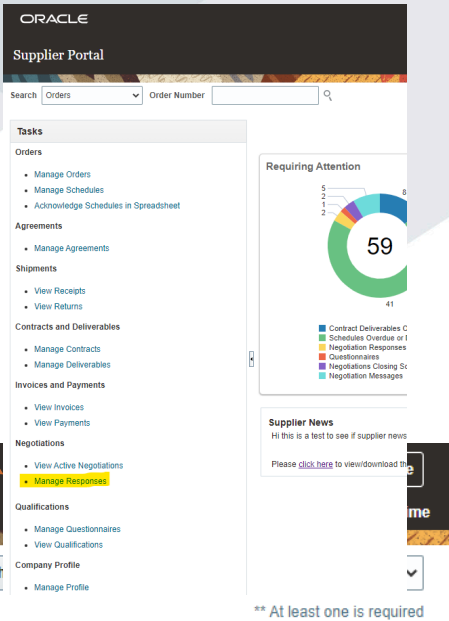 ORACLE
Supplier Portal
Search Orders Order Number
Tasks
Orders
Manage Orders
Manage Schedules
Acknowledge Schedules in Spreadsheet
Agreements
Manage Agreements
Shipments
View Receipts
View Returns
Contracts and Deliverables
Manage Contracts
Manage Deliverables
Invoices and Payments
View Invoices
View Payments
Negotiations
View Active Negotiations
Manage Responses
Qualifications
Manage Questionnaires
View Qualifications
Company Profile
Manage Profile
Requiring Attention
5
2
1
2
8
59
41
Contract Deliverables
Schedules Overdue or
Negotiation Responses
Questionnaires
Negotiations Closing
Negotiation Messages
Supplier News
Hi this is a test to see if supplier news
Please click here to view/download
me
** At least one is required